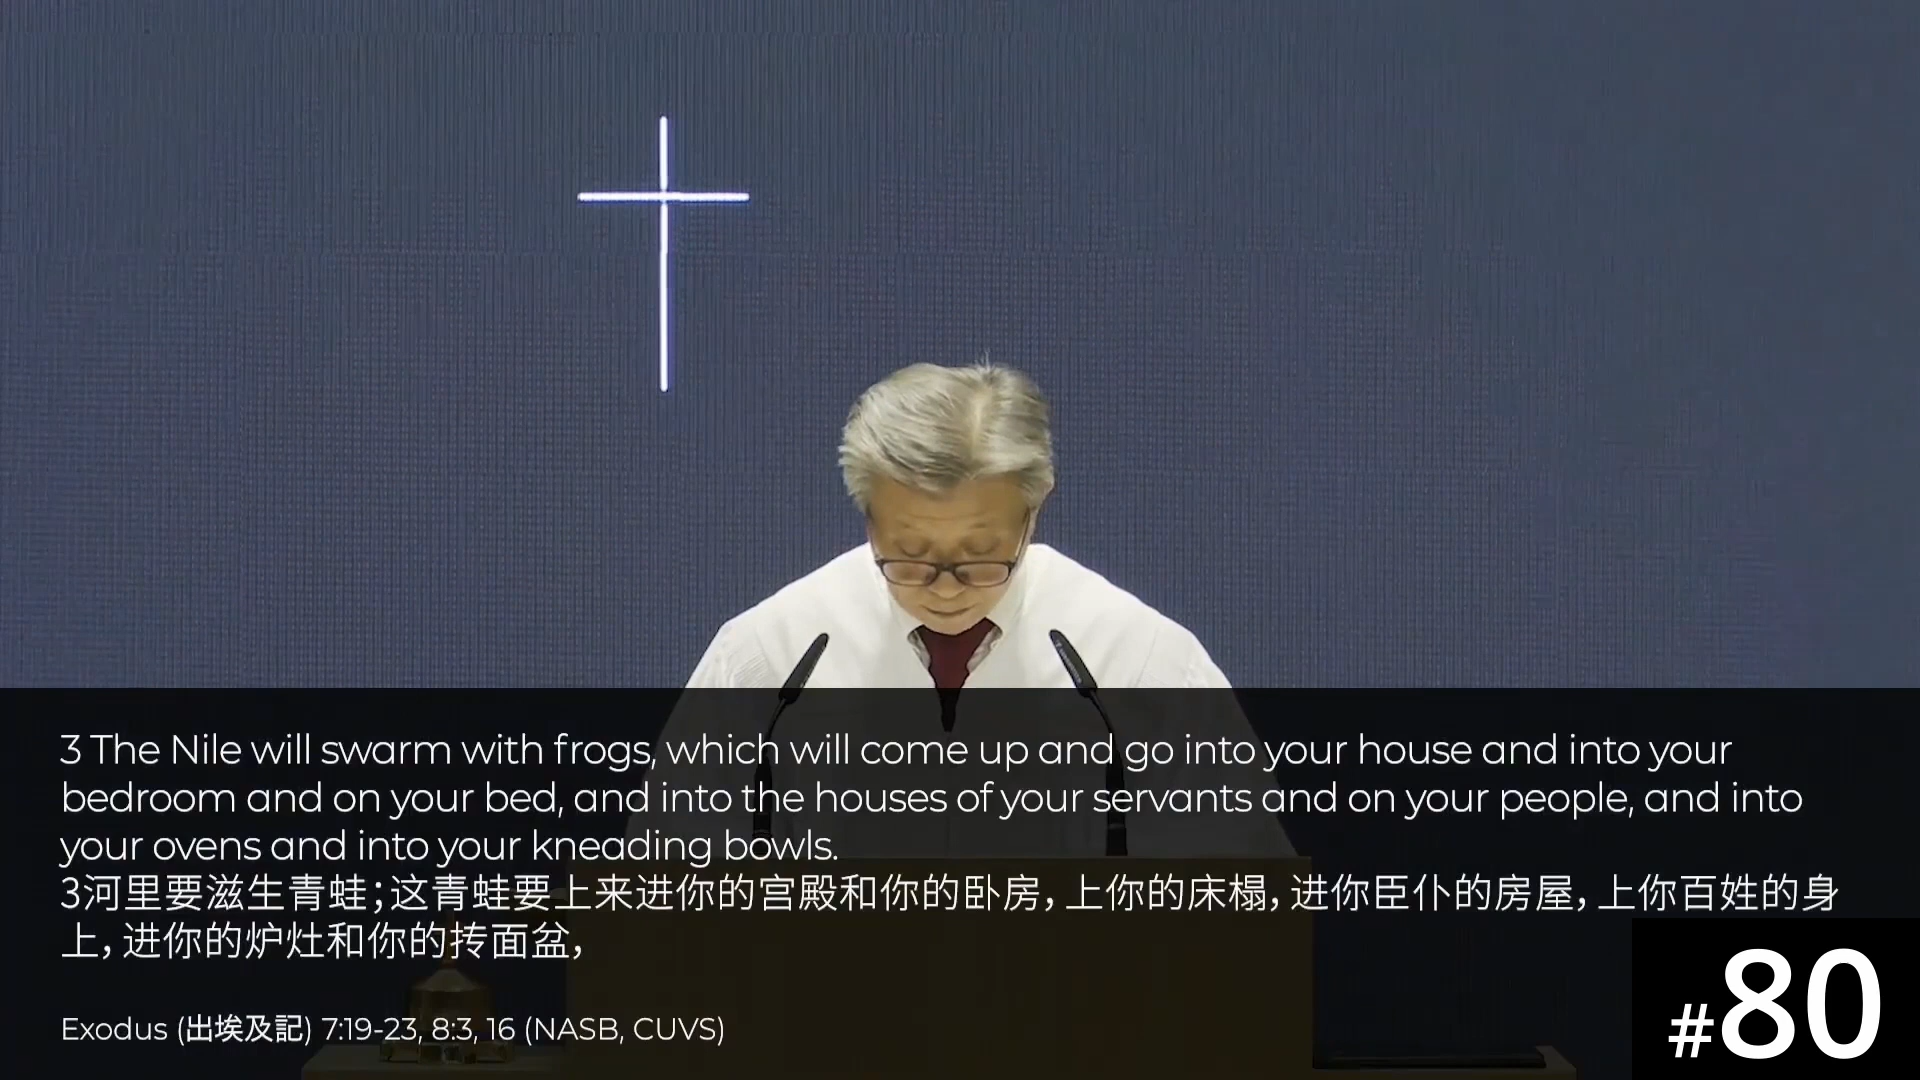 3 The Nile will swarm with frogs, which will come up and go into your house and into your
bedroom and on your bed, and into the houses of your servants and on your people, and into
your ovens and into your kneading bowls.
3河里要滋生青蛙；这青蛙要上来进你的宫殿和你的卧房，上你的床榻，进你臣仆的房屋，上你百姓的身
上，进你的炉灶和你的抟面盆，
Exodus (出埃及記) 7:19-23, 8:3, 16 (NASB, CUVS)
#80